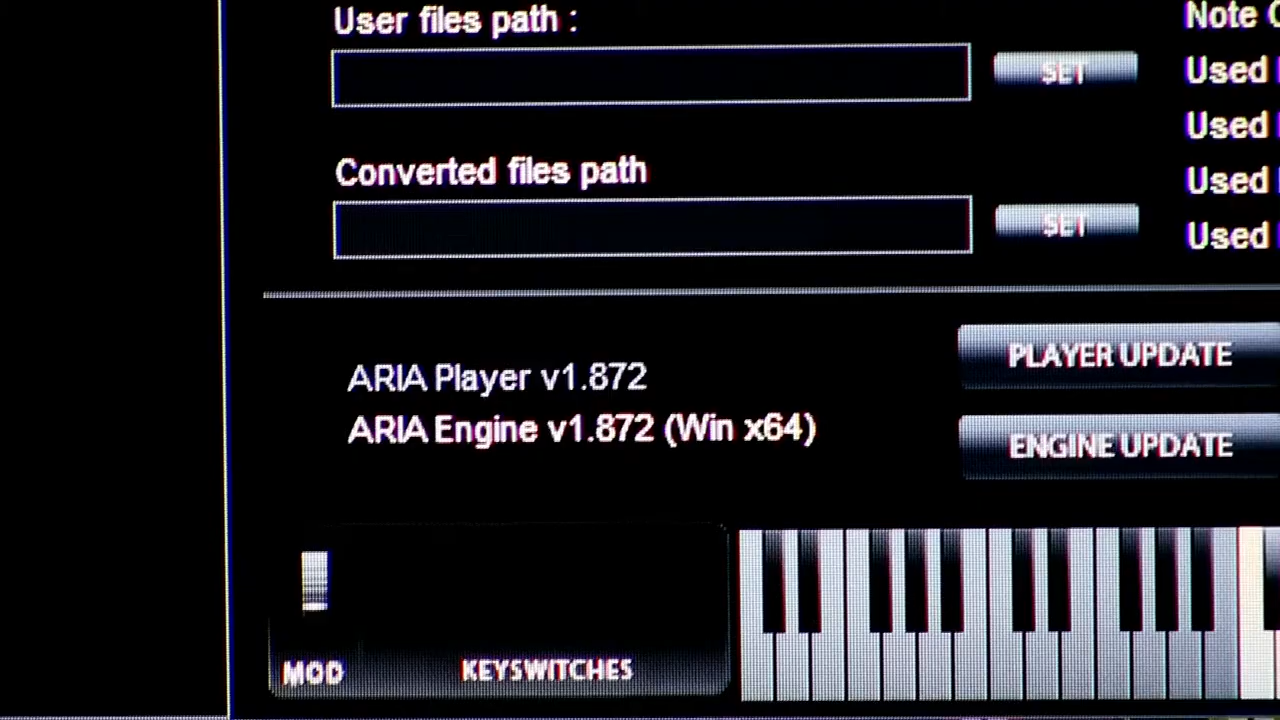 User files path :
SET
Note
Used
Converted files path
SET
Used
Used
Used
ARIA Player v1.872
PLAYER UPDATE
ARIA Engine v1.872 (Win x64)
ENGINE UPDATE
MOD
KEYSWITCHES